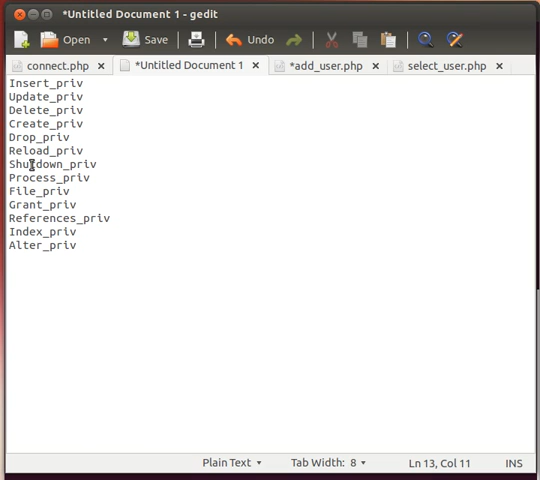 *Untitled Document 1 - gedit
Open Save Undo
connect.php *Untitled Document 1 *add_user.php select_user.php
Insert_priv
Update_priv
Delete_priv
Create_priv
Drop_priv
Reload_priv
Shutdown_priv
Process_priv
File_priv
Grant_priv
References_priv
Index_priv
Alter_priv
Plain Text Tab Width: 8 Ln 13, Col 11 INS